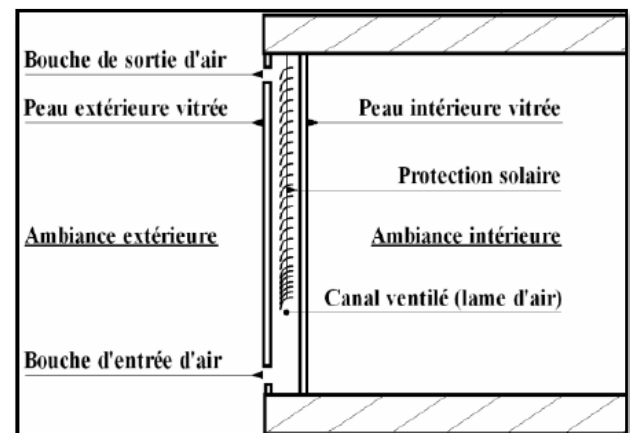 Bouche de sortie d'air
Peau extérieure vitrée
Peau intérieure vitrée
Protection solaire
Ambiance extérieure
Ambiance intérieure
Canal ventilé (lame d'air)
Bouche d'entrée d'air